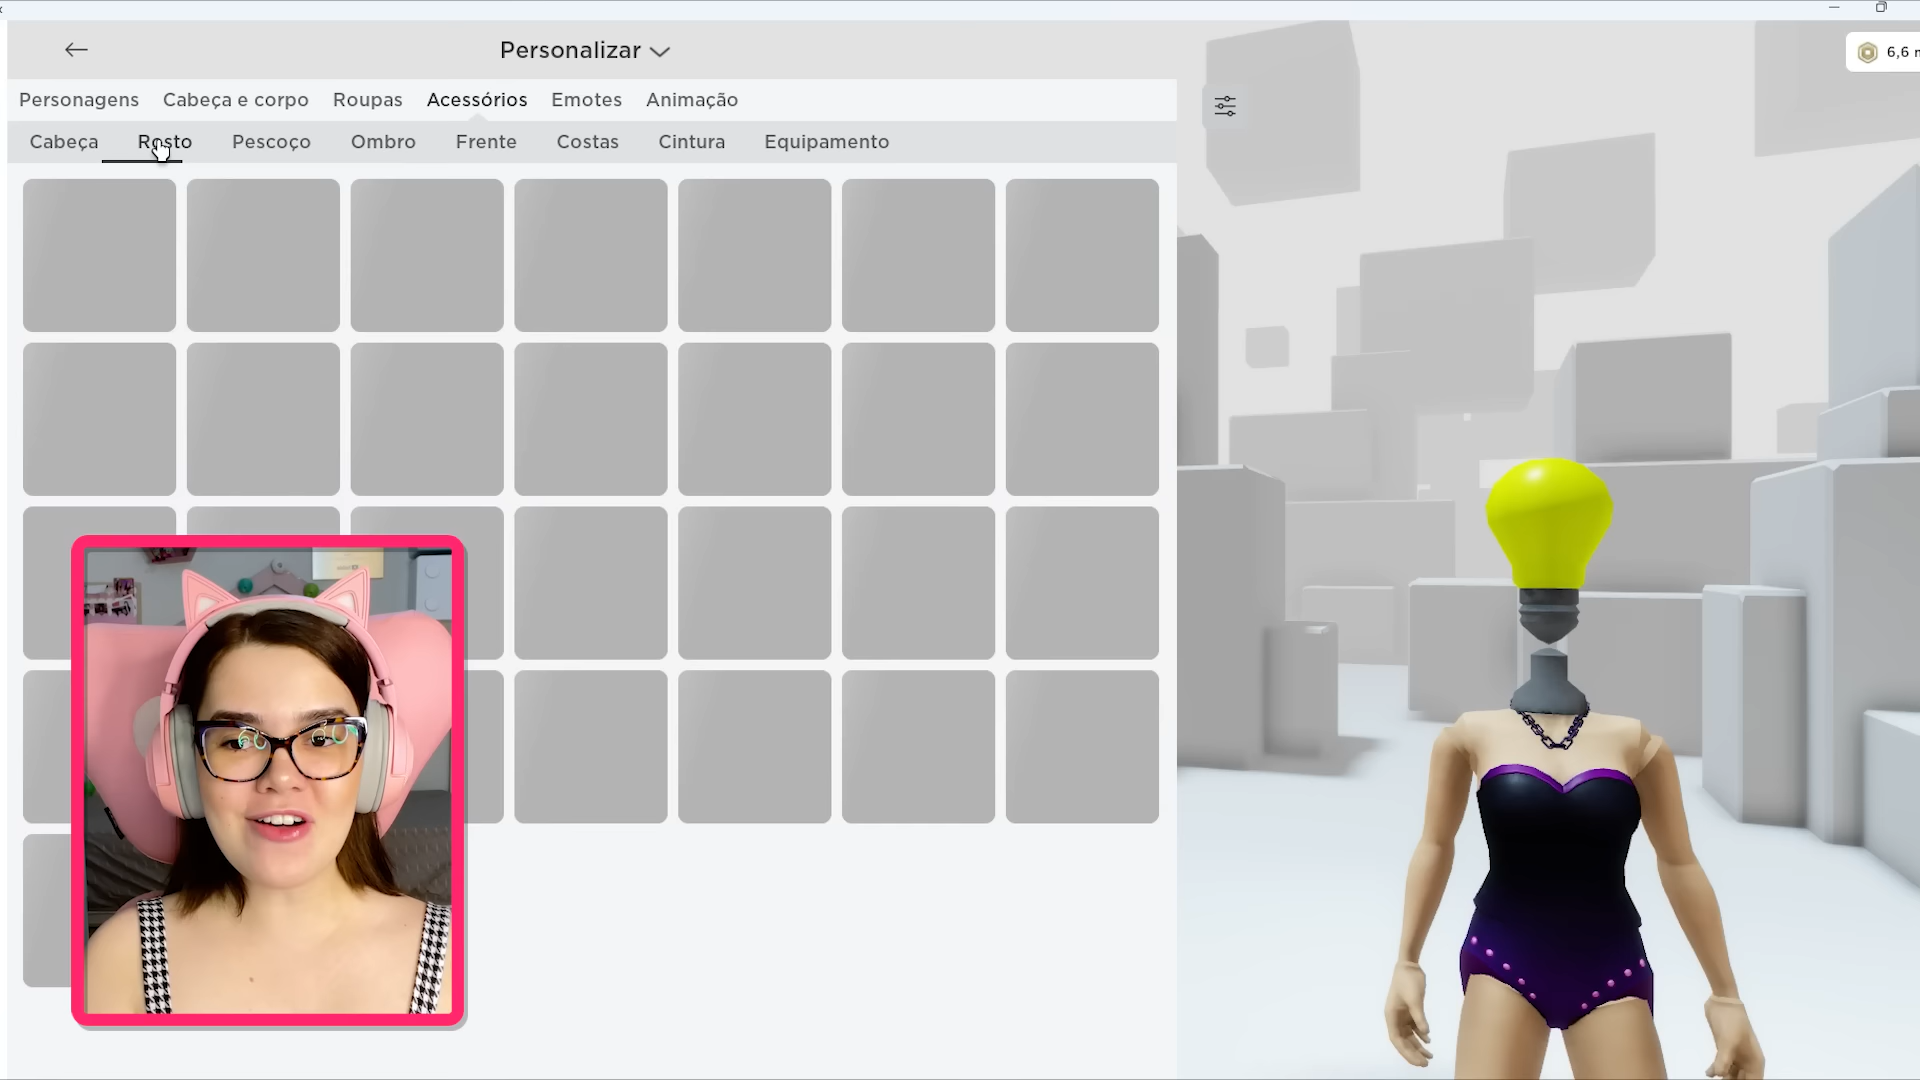 Personalizar
6,6
Personagens Cabeça e corpo Roupas Acessórios Emotes Animação
Cabeça Rosto Pescoço Ombro Frente Costas Cintura Equipamento